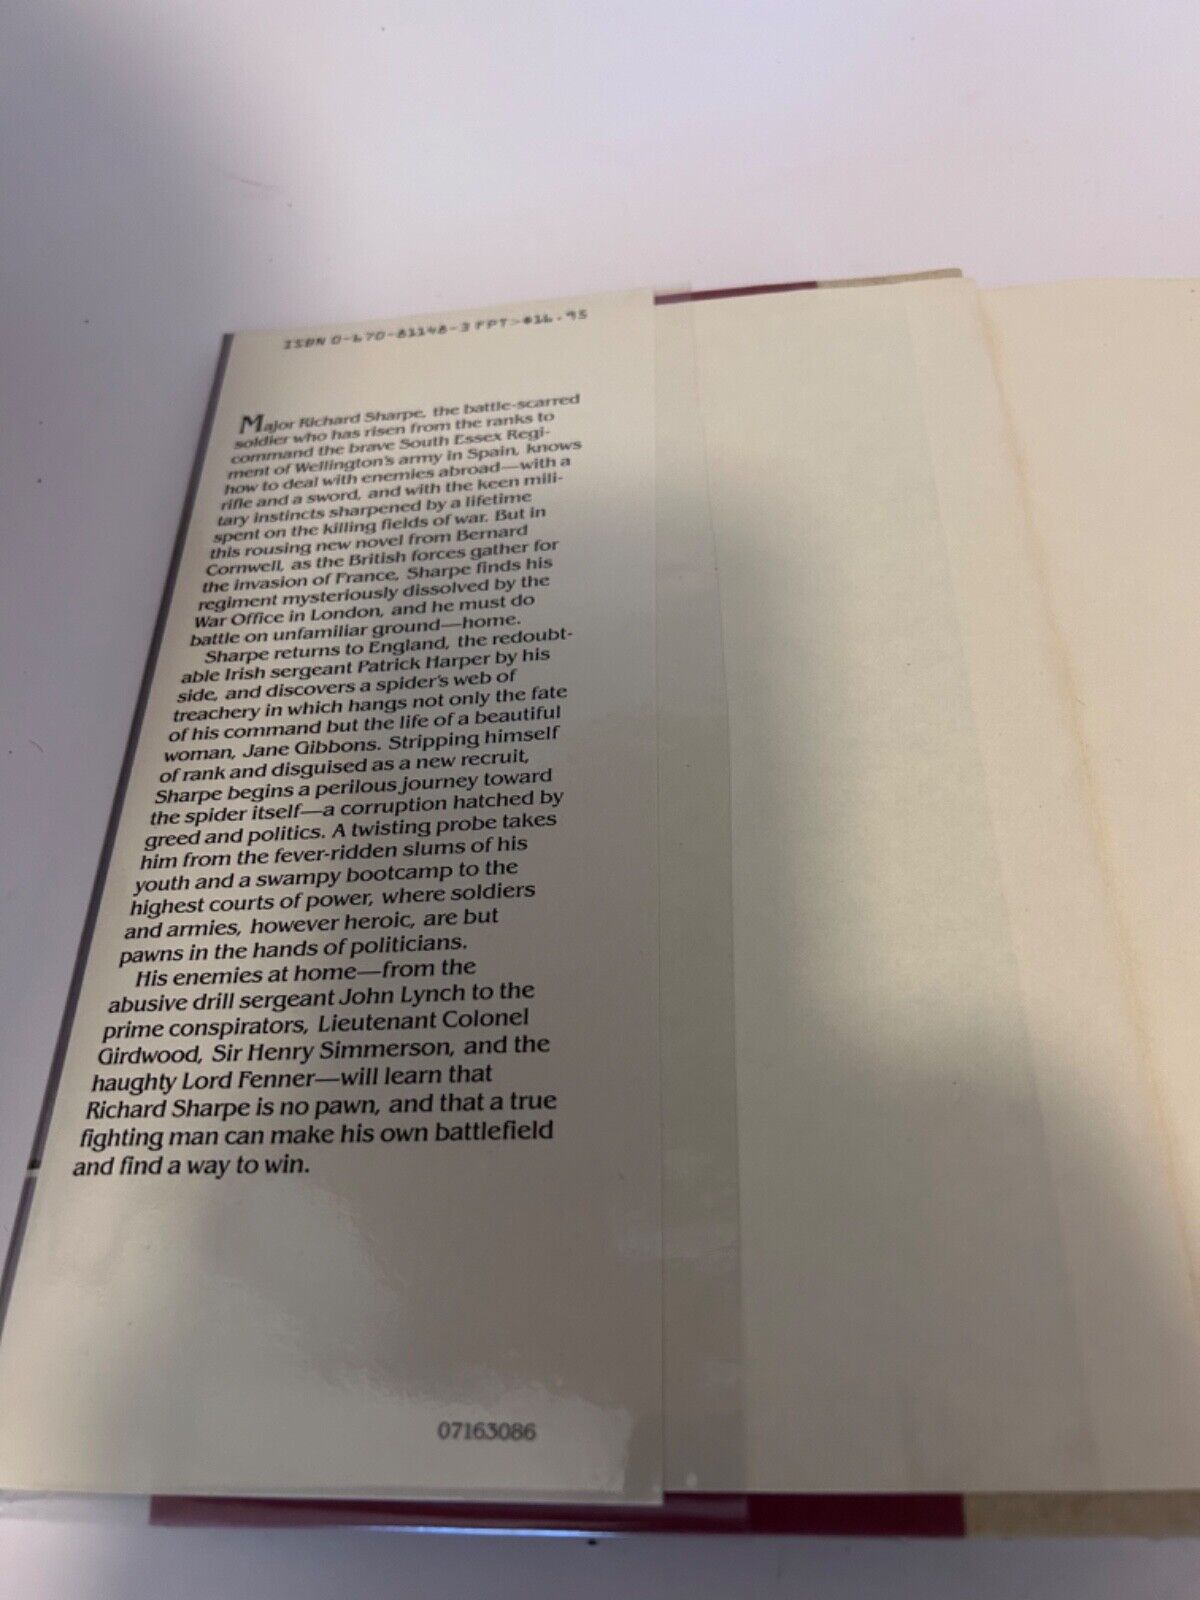 ISBN 0-670-81148-3 FPT>$16.95
Major Richard Sharpe, the battle-scarred
soldier who has risen from the ranks to
command the brave South Essex Regi-
ment of Wellington's army in Spain, knows
how to deal with enemies abroad—with a
rifle and a sword, and with the keen mili-
tary instincts sharpened by a lifetime
spent on the killing fields of war. But in
this rousing new novel from Bernard
Cornwell, as the British forces gather for
the invasion of France, Sharpe finds his
regiment mysteriously dissolved by the
War Office in London, and he must do
battle on unfamiliar ground—home.
Sharpe returns to England, the redoubt-
able Irish sergeant Patrick Harper by his
side, and discovers a spider's web of
treachery in which hangs not only the fate
of his command but the life of a beautiful
woman, Jane Gibbons. Stripping himself
of rank and disguised as a new recruit,
Sharpe begins a perilous journey toward
the spider itself—a corruption hatched by
greed and politics. A twisting probe takes
him from the fever-ridden slums of his
youth and a swampy bootcamp to the
highest courts of power, where soldiers
and armies, however heroic, are but
pawns in the hands of politicians.
His enemies at home—from the
abusive drill sergeant John Lynch to the
prime conspirators, Lieutenant Colonel
Girdwood, Sir Henry Simmerson, and the
haughty Lord Fenner—will learn that
Richard Sharpe is no pawn, and that a true
fighting man can make his own battlefield
and find a way to win.
07163086